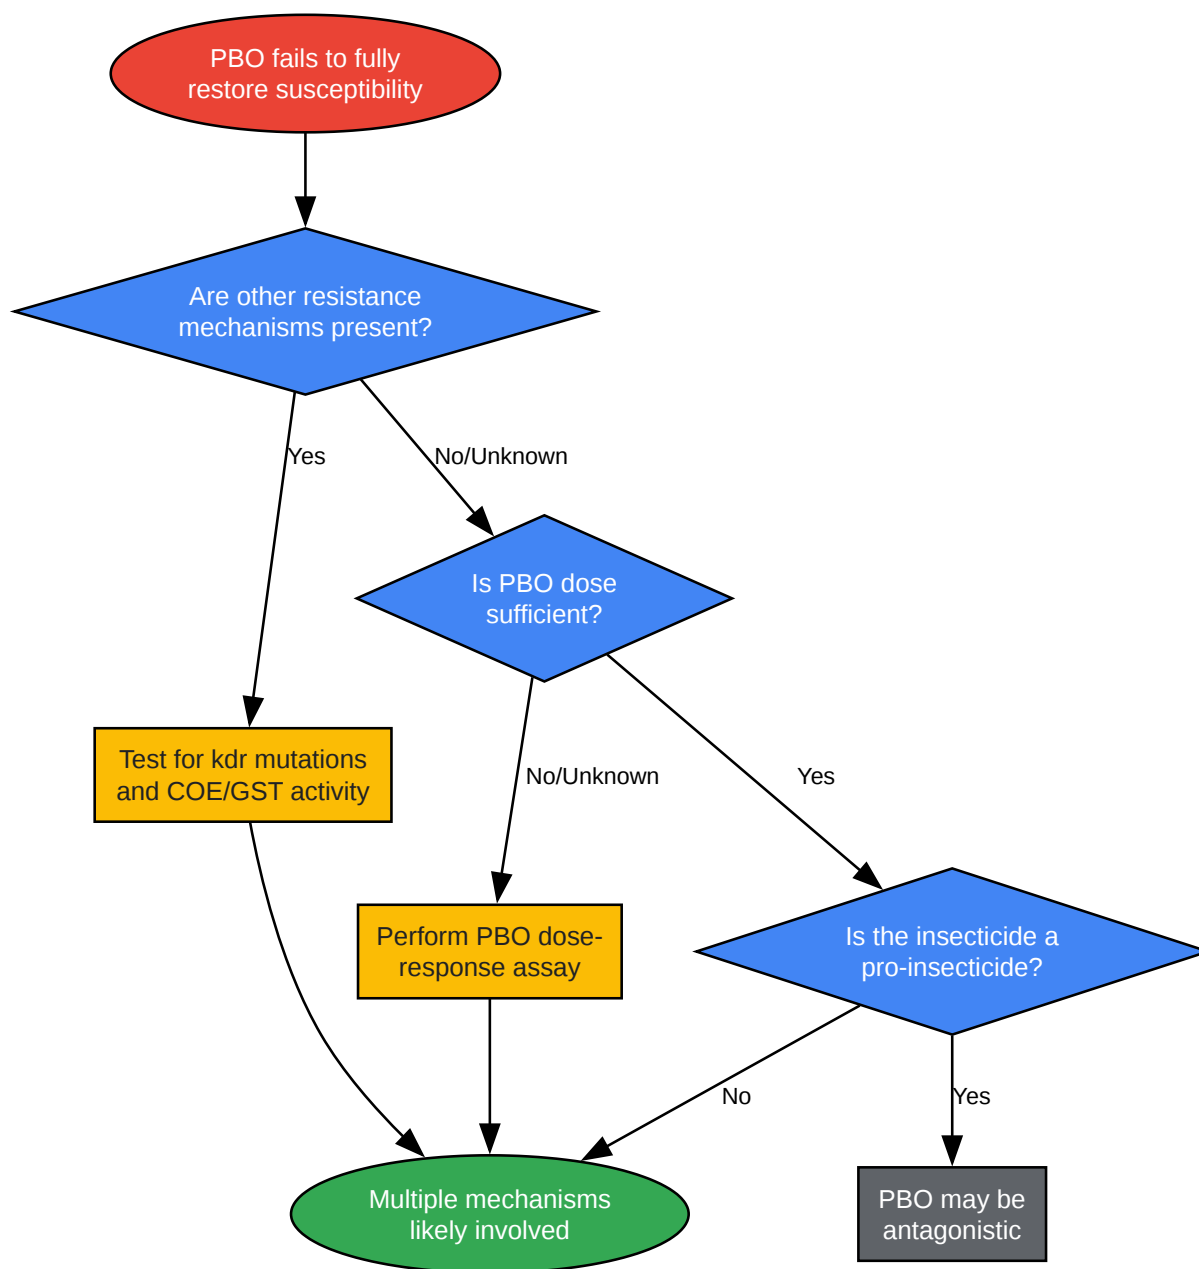 PBO fails to fully
restore susceptibility
Are other resistance
mechanisms present?
Yes
No/Unknown
Is PBO dose
sufficient?
Test for kdr mutations
and COE/GST activity
No/Unknown
Yes
Perform PBO dose-
response assay
Is the insecticide a
pro-insecticide?
No
Yes
Multiple mechanisms
likely involved
PBO may be
antagonistic